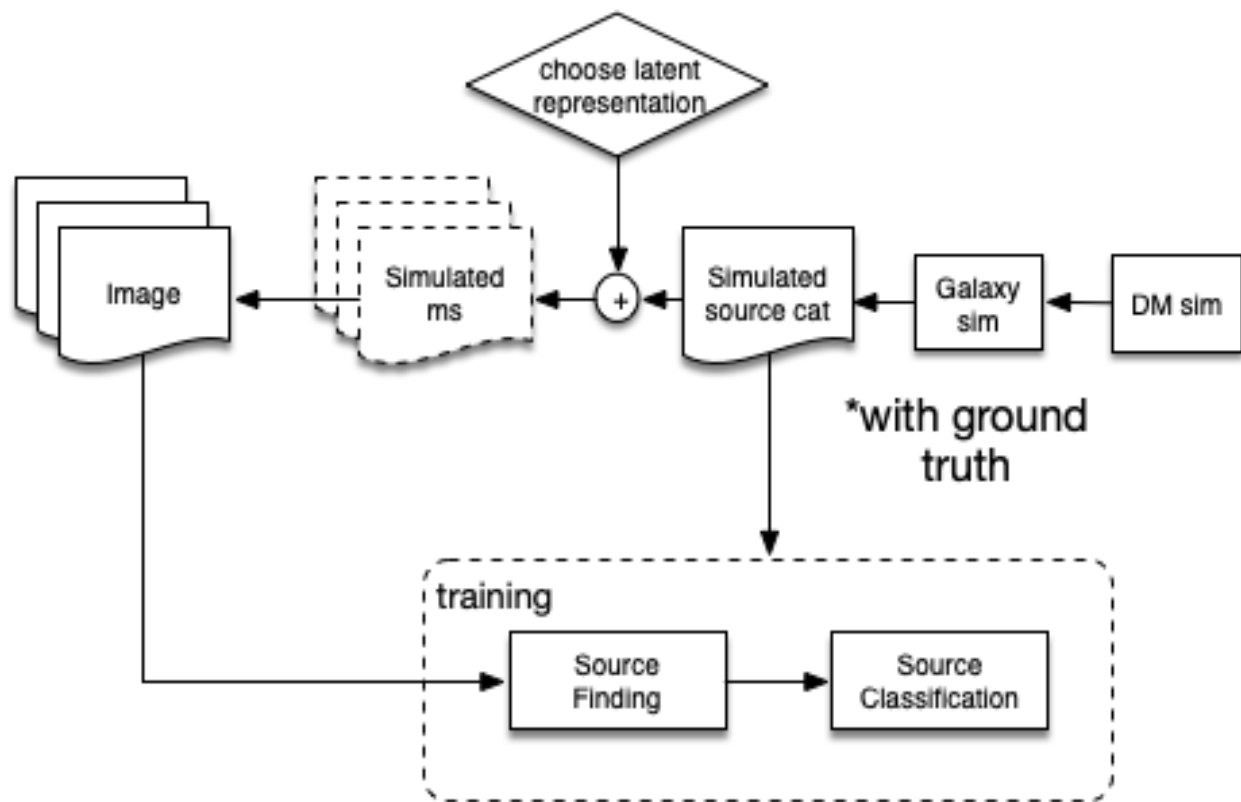 choose latent
representation
Image
Simulated
ms
+
Simulated
source cat
Galaxy
sim
DM sim
*with ground
truth
training
Source
Finding
Source
Classification